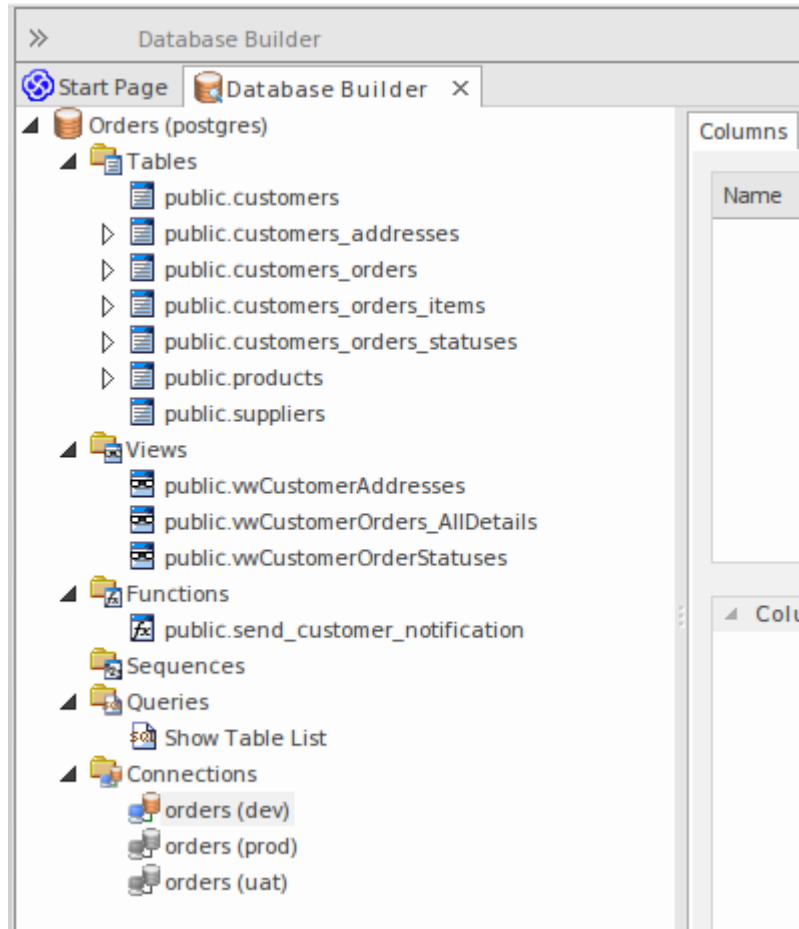 Database Builder
Start Page Database Builder
Orders (postgres)
Columns
Tables
Name
public.customers
public.customers_addresses
public.customers_orders
public.customers_orders_items
public.customers_orders_statuses
public.products
public.suppliers
Views
public.vwCustomerAddresses
public.vwCustomerOrders_AllDetails
public.vwCustomerOrderStatuses
Functions
public.send_customer_notification
Sequences
Queries
Show Table List
Connections
orders (dev)
orders (prod)
orders (uat)